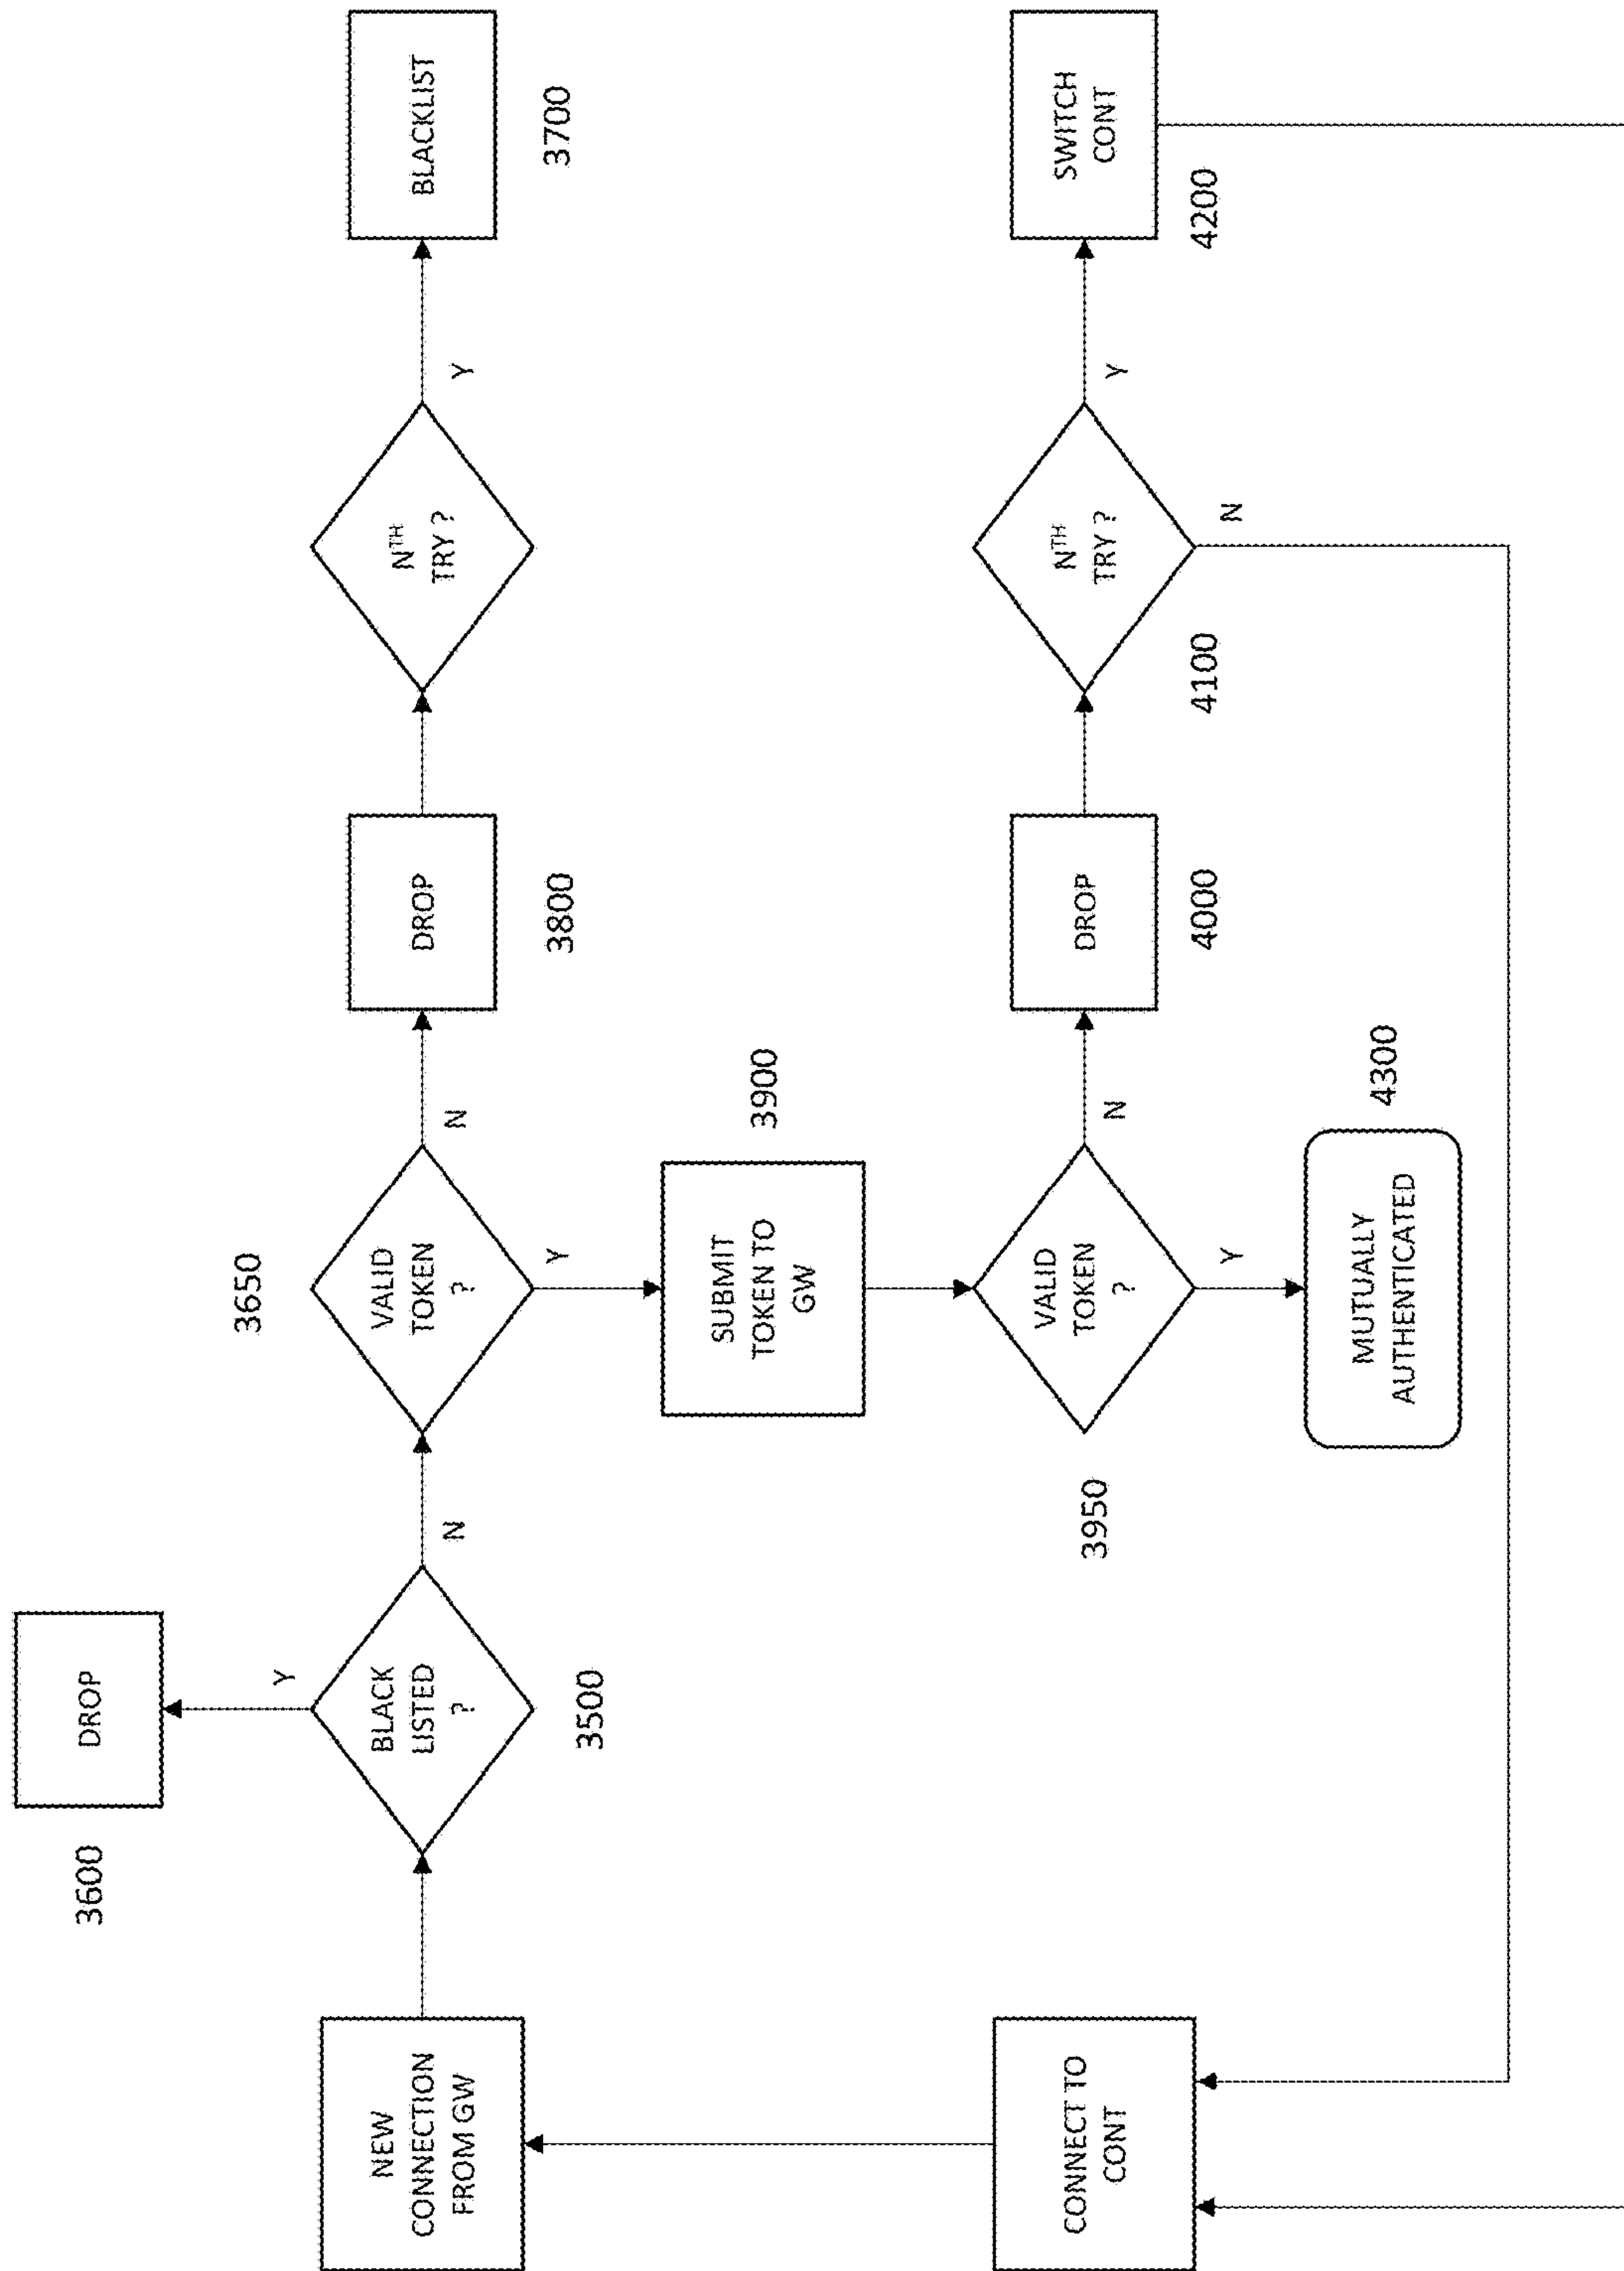 3600
DROP
Y
NEW
CONNECTION
FROM GW
BLACK
LISTED
?
3500
N
3650
VALID
TOKEN
?
N
DROP
3800
Nᵀᴴ
TRY ?
Y
BLACKLIST
3700
Y
SUBMIT
TOKEN TO
GW
3900
CONNECT TO
CONT
3950
VALID
TOKEN
?
N
DROP
4000
Nᵀᴴ
TRY ?
4100
Y
SWITCH
CONT
4200
N
Y
MUTUALLY
AUTHENTICATED
4300